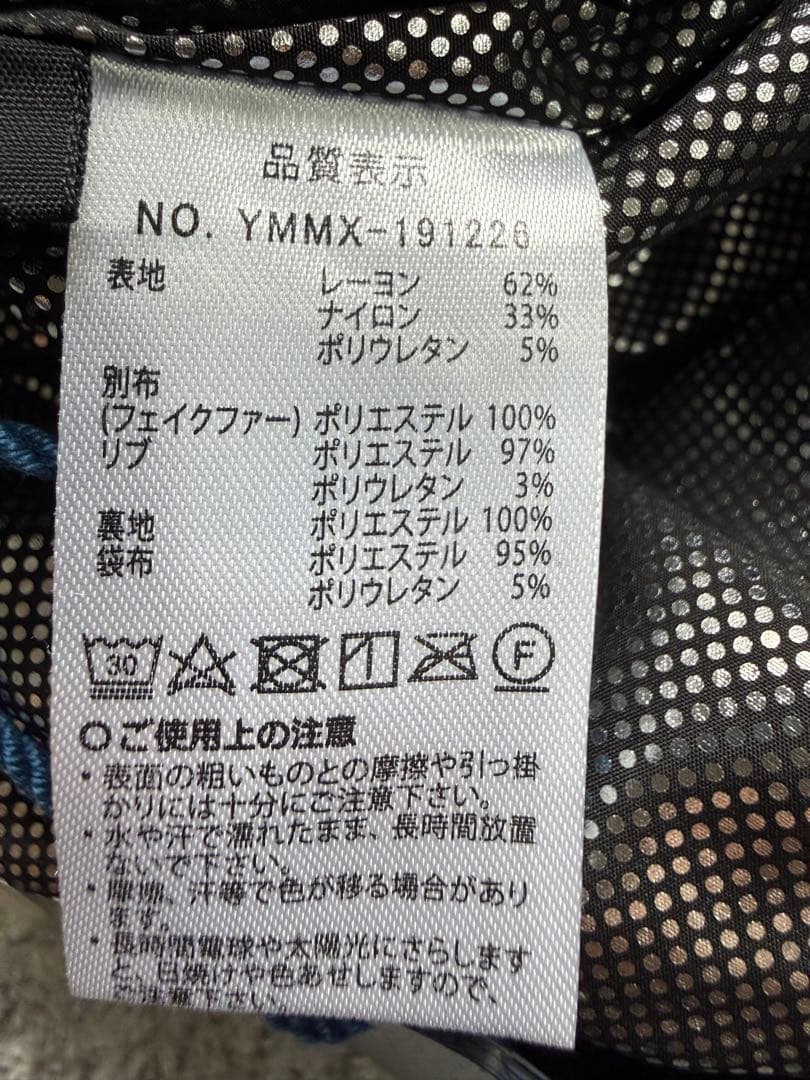 品質表示
NO. YMMX-191226
表地 レーヨン 62%
ナイロン 33%
ポリウレタン 5%
別布
(フェイクファー) ポリエステル 100%
リブ ポリエステル 97%
ポリウレタン 3%
裏地 ポリエステル 100%
袋布 ポリエステル 95%
ポリウレタン 5%
30 F
○ご使用上の注意
・表面の粗いものとの摩擦や引っ掛
かりには十分にご注意下さい。
・水や汗で濡れたまま、長時間放置
ないで下さい。
・摩擦、汗等で色が移る場合があり
ます。
・長時間電球や太陽光にさらします
と、日焼けや色あせしますので、
ご注意下さい。